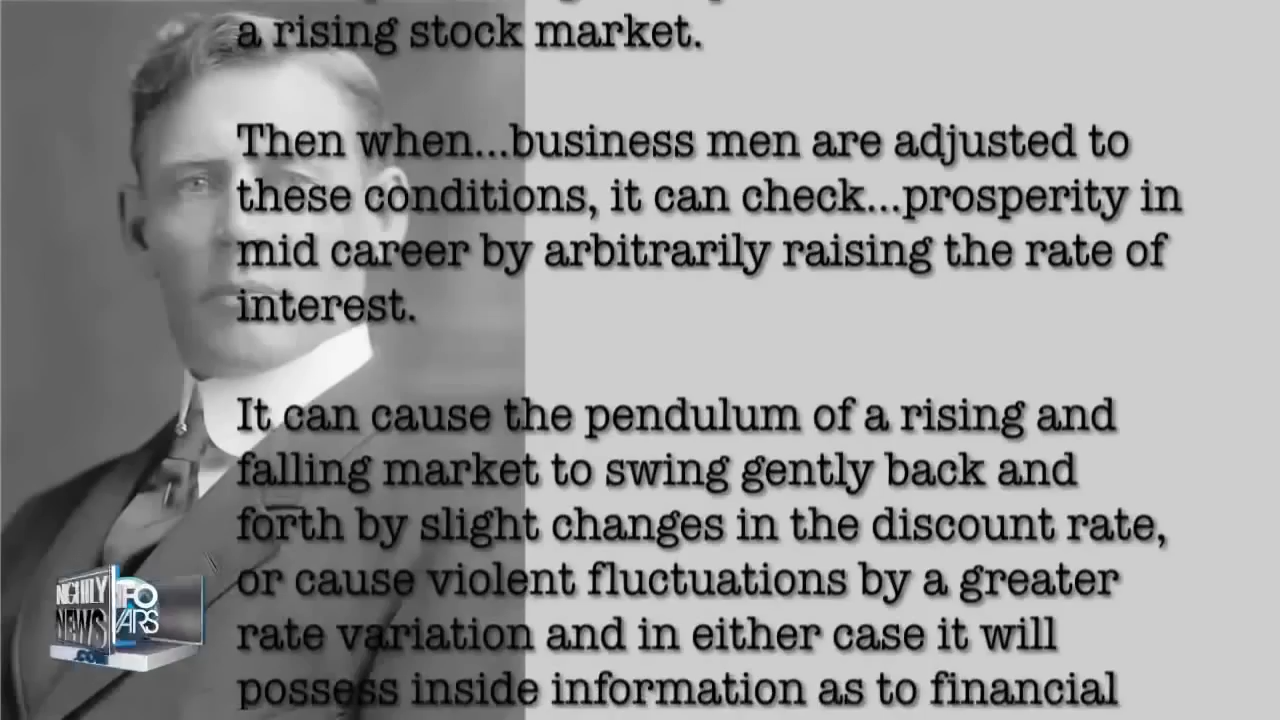 a rising stock market.
Then when...business men are adjusted to
these conditions, it can check...prosperity in
mid career by arbitrarily raising the rate of
interest.
It can cause the pendulum of a rising and
falling market to swing gently back and
forth by slight changes in the discount rate,
or cause violent fluctuations by a greater
rate variation and in either case it will
possess inside information as to financial
NIGHTLY
NEWS
.COM